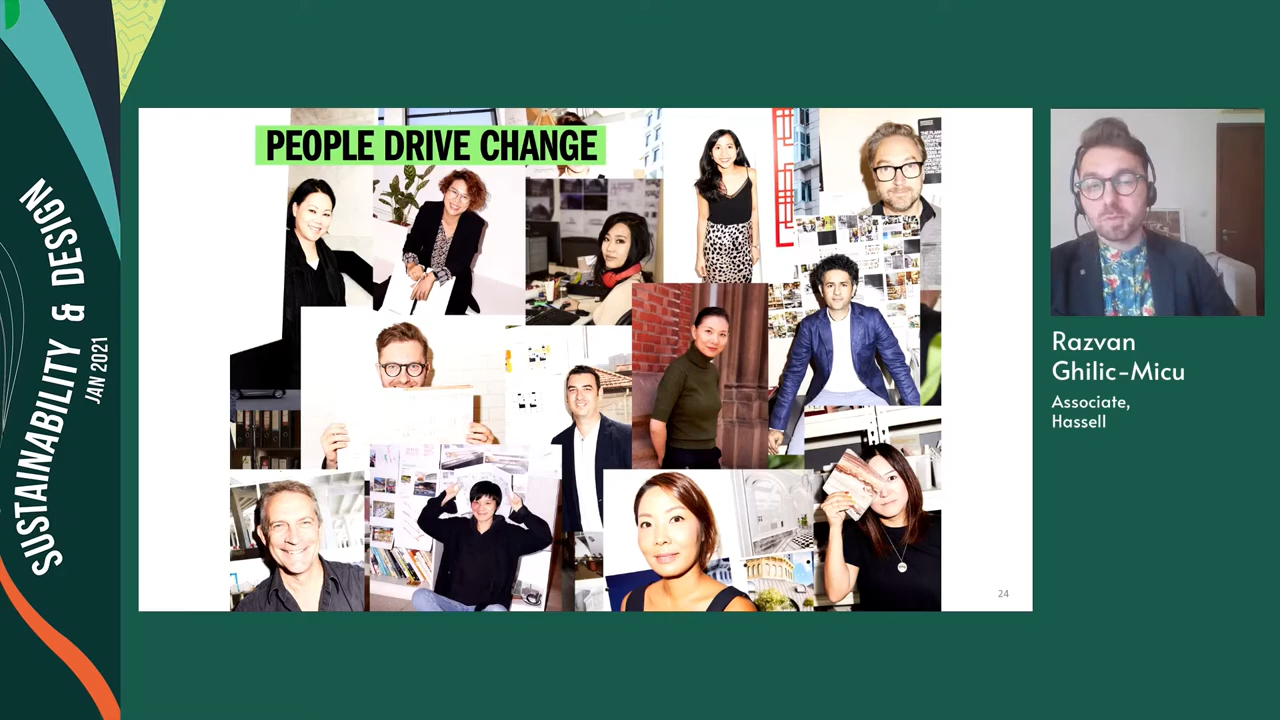 SUSTAINABILITY & DESIGN
JAN 2021
PEOPLE DRIVE CHANGE
24
Razvan
Ghilic-Micu
Associate,
Hassell